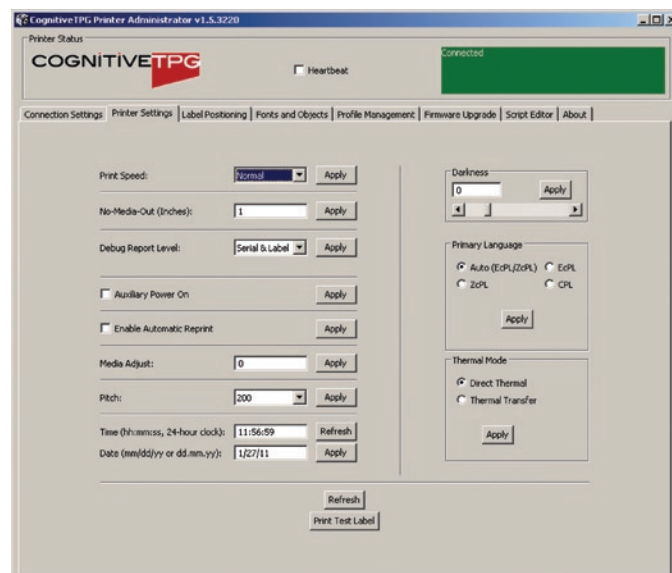 CognitiveTPG Printer Administrator v1.5.3220
Printer Status
COGNITIVETPG
Heartbeat
Connected
Connection Settings Printer Settings Label Positioning Fonts and Objects Profile Management Firmware Upgrade Script Editor About
Print Speed: Normal Apply
No-Media-Out (Inches): 1 Apply
Debug Report Level: Serial & Label Apply
Auxiliary Power On Apply
Enable Automatic Reprint Apply
Media Adjust: 0 Apply
Pitch: 200 Apply
Time (hh:mm:ss, 24-hour clock): 11:56:59 Refresh
Date (mm/dd/yy or dd.mm.yy): 1/27/11 Apply
Darkness
0 Apply
Primary Language
Auto (EcPL/ZcPL) EcPL
ZcPL CPL
Apply
Thermal Mode
Direct Thermal
Thermal Transfer
Apply
Refresh
Print Test Label